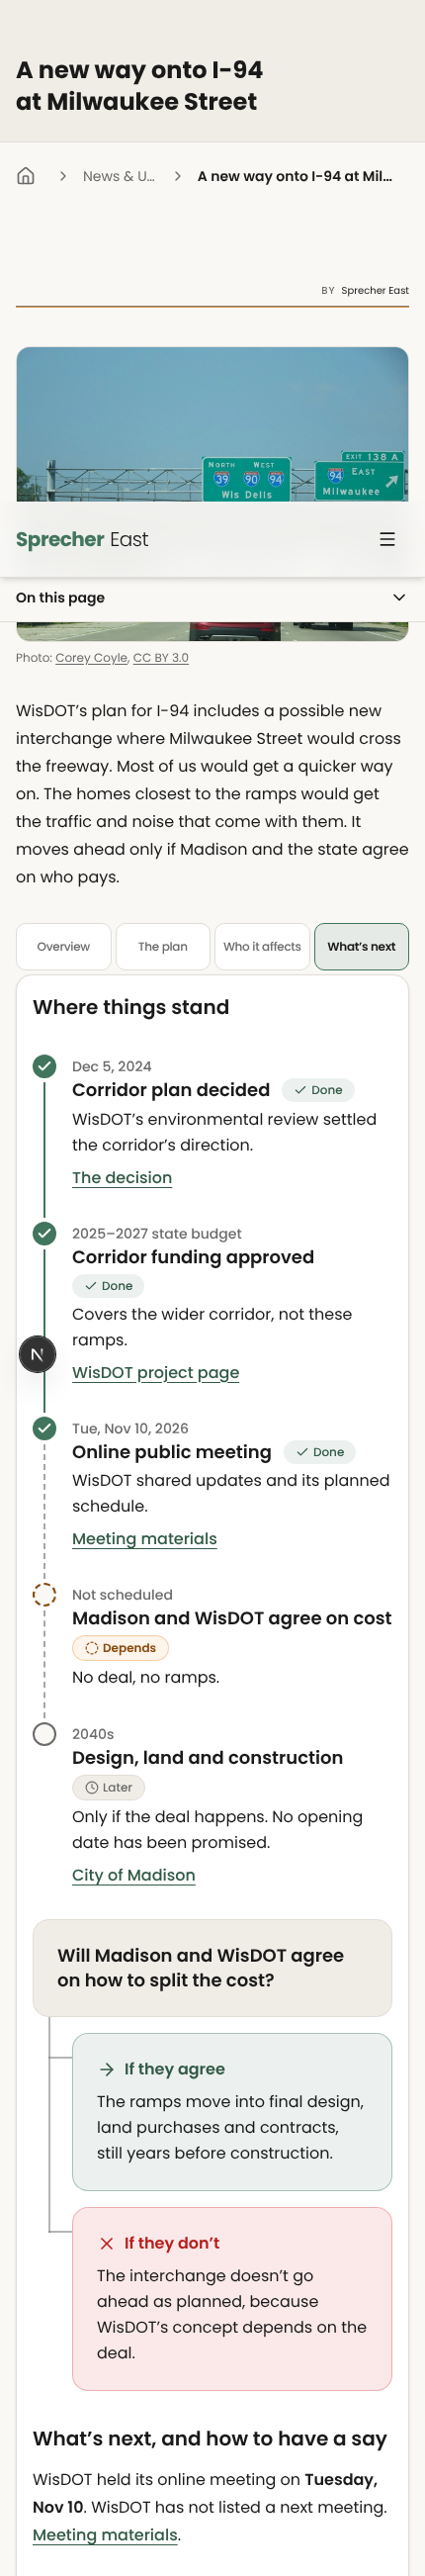 A new way onto I-94
at Milwaukee Street
News & U...
A new way onto I-94 at Mil...
BY Sprecher East
NORTH WEST
39 90 94
Wis Dells
EXIT 138 A
94 EAST
Milwaukee
Sprecher East
On this page
Photo: Corey Coyle, CC BY 3.0
WisDOT’s plan for I-94 includes a possible new
interchange where Milwaukee Street would cross
the freeway. Most of us would get a quicker way
on. The homes closest to the ramps would get
the traffic and noise that come with them. It
moves ahead only if Madison and the state agree
on who pays.
Overview
The plan
Who it affects
What’s next
Where things stand
Dec 5, 2024
Corridor plan decided Done
WisDOT’s environmental review settled
the corridor’s direction.
The decision
2025–2027 state budget
Corridor funding approved
Done
Covers the wider corridor, not these
ramps.
N
WisDOT project page
Tue, Nov 10, 2026
Online public meeting Done
WisDOT shared updates and its planned
schedule.
Meeting materials
Not scheduled
Madison and WisDOT agree on cost
Depends
No deal, no ramps.
2040s
Design, land and construction
Later
Only if the deal happens. No opening
date has been promised.
City of Madison
Will Madison and WisDOT agree
on how to split the cost?
If they agree
The ramps move into final design,
land purchases and contracts,
still years before construction.
If they don’t
The interchange doesn’t go
ahead as planned, because
WisDOT’s concept depends on the
deal.
What’s next, and how to have a say
WisDOT held its online meeting on Tuesday,
Nov 10. WisDOT has not listed a next meeting.
Meeting materials.